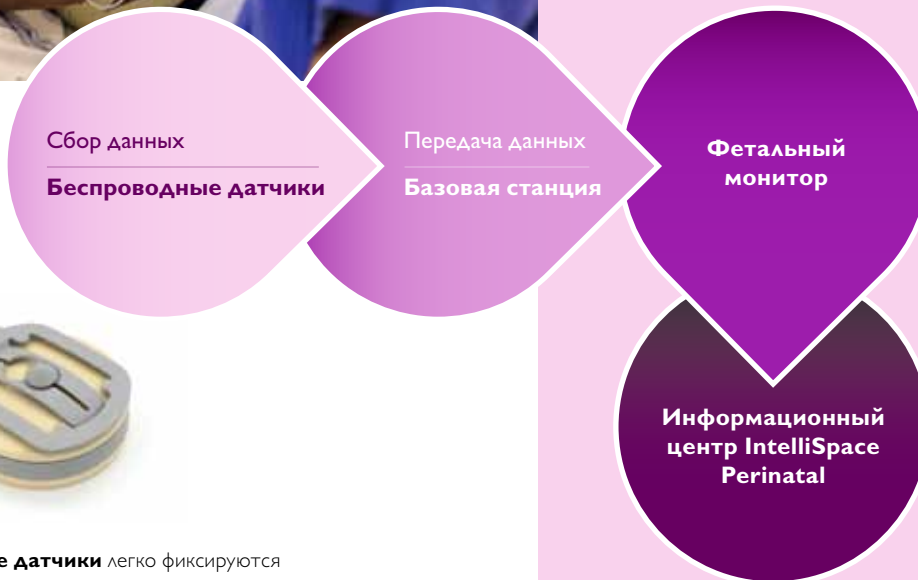 Сбор данных
Беспроводные датчики
Передача данных
Базовая станция
Фетальный
монитор
Информационный
центр IntelliSpace
Perinatal
е датчики легко фиксируются